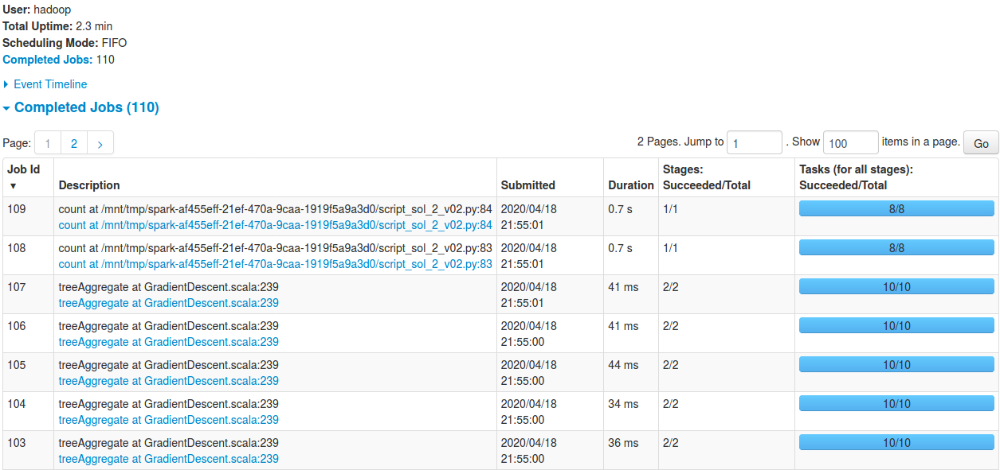 User: hadoop
Total Uptime: 2.3 min
Scheduling Mode: FIFO
Completed Jobs: 110
Event Timeline
Completed Jobs (110)
Page: 1 2 > 2 Pages. Jump to 1 . Show 100 items in a page. Go
Job Id ▼ Description Submitted Duration Stages: Succeeded/Total Tasks (for all stages): Succeeded/Total
109 count at /mnt/tmp/spark-af455eff-21ef-470a-9caa-1919f5a9a3d0/script_sol_2_v02.py:84 2020/04/18 0.7 s 1/1 8/8
count at /mnt/tmp/spark-af455eff-21ef-470a-9caa-1919f5a9a3d0/script_sol_2_v02.py:84 21:55:01
108 count at /mnt/tmp/spark-af455eff-21ef-470a-9caa-1919f5a9a3d0/script_sol_2_v02.py:83 2020/04/18 0.7 s 1/1 8/8
count at /mnt/tmp/spark-af455eff-21ef-470a-9caa-1919f5a9a3d0/script_sol_2_v02.py:83 21:55:01
107 treeAggregate at GradientDescent.scala:239 2020/04/18 41 ms 2/2 10/10
treeAggregate at GradientDescent.scala:239 21:55:01
106 treeAggregate at GradientDescent.scala:239 2020/04/18 41 ms 2/2 10/10
treeAggregate at GradientDescent.scala:239 21:55:00
105 treeAggregate at GradientDescent.scala:239 2020/04/18 44 ms 2/2 10/10
treeAggregate at GradientDescent.scala:239 21:55:00
104 treeAggregate at GradientDescent.scala:239 2020/04/18 34 ms 2/2 10/10
treeAggregate at GradientDescent.scala:239 21:55:00
103 treeAggregate at GradientDescent.scala:239 2020/04/18 36 ms 2/2 10/10
treeAggregate at GradientDescent.scala:239 21:55:00